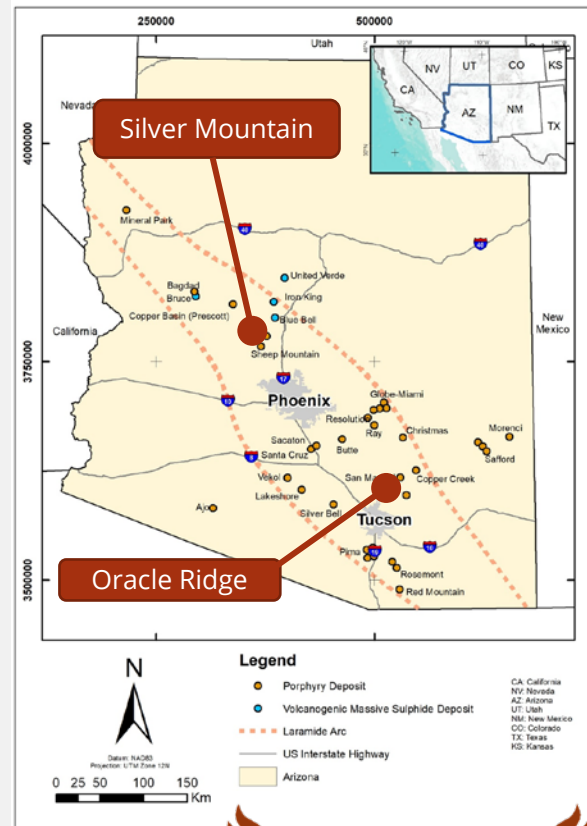 250000
500000
Utah
Nevada
4000000
3750000
3500000
Silver Mountain
NV
UT
CO
KS
CA
AZ
NM
TX
Mineral Park
40
40
United Verde
Bagdad
Bruce
Iron King
Copper Basin (Prescott)
Blue Bell
California
New
Mexico
Sheep Mountain
17
Phoenix
Globe-Miami
Resolution
Ray
Christmas
Morenci
Safford
Sacaton
Santa Cruz
Butte
8
Vekol
San Ma
Copper Creek
Lakeshore
Ajo
Silver Bell
Tucson
Pima
19
10
Oracle Ridge
Rosemont
Red Mountain
N
Datum: NAD83
Projection: UTM Zone 12N
0 25 50 100 150
Km
Legend
Porphyry Deposit
Volcanogenic Massive Sulphide Deposit
Laramide Arc
US Interstate Highway
Arizona
CA: California
NV: Nevada
AZ: Arizona
UT: Utah
NM: New Mexico
CO: Colorado
TX: Texas
KS: Kansas